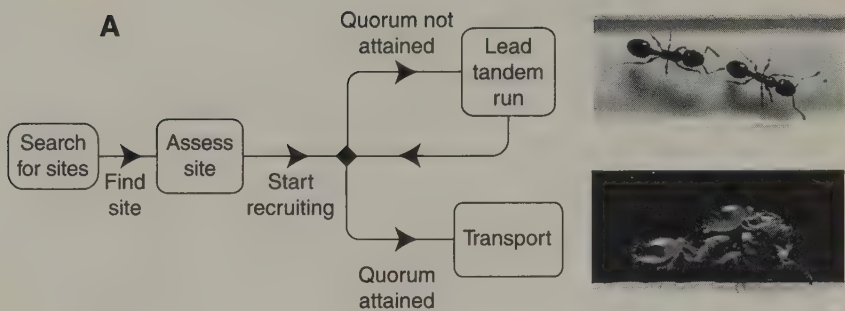 A
Quorum not
attained
Lead
tandem
run
Search
for sites
Find
site
Assess
site
Start
recruiting
Transport
Quorum
attained